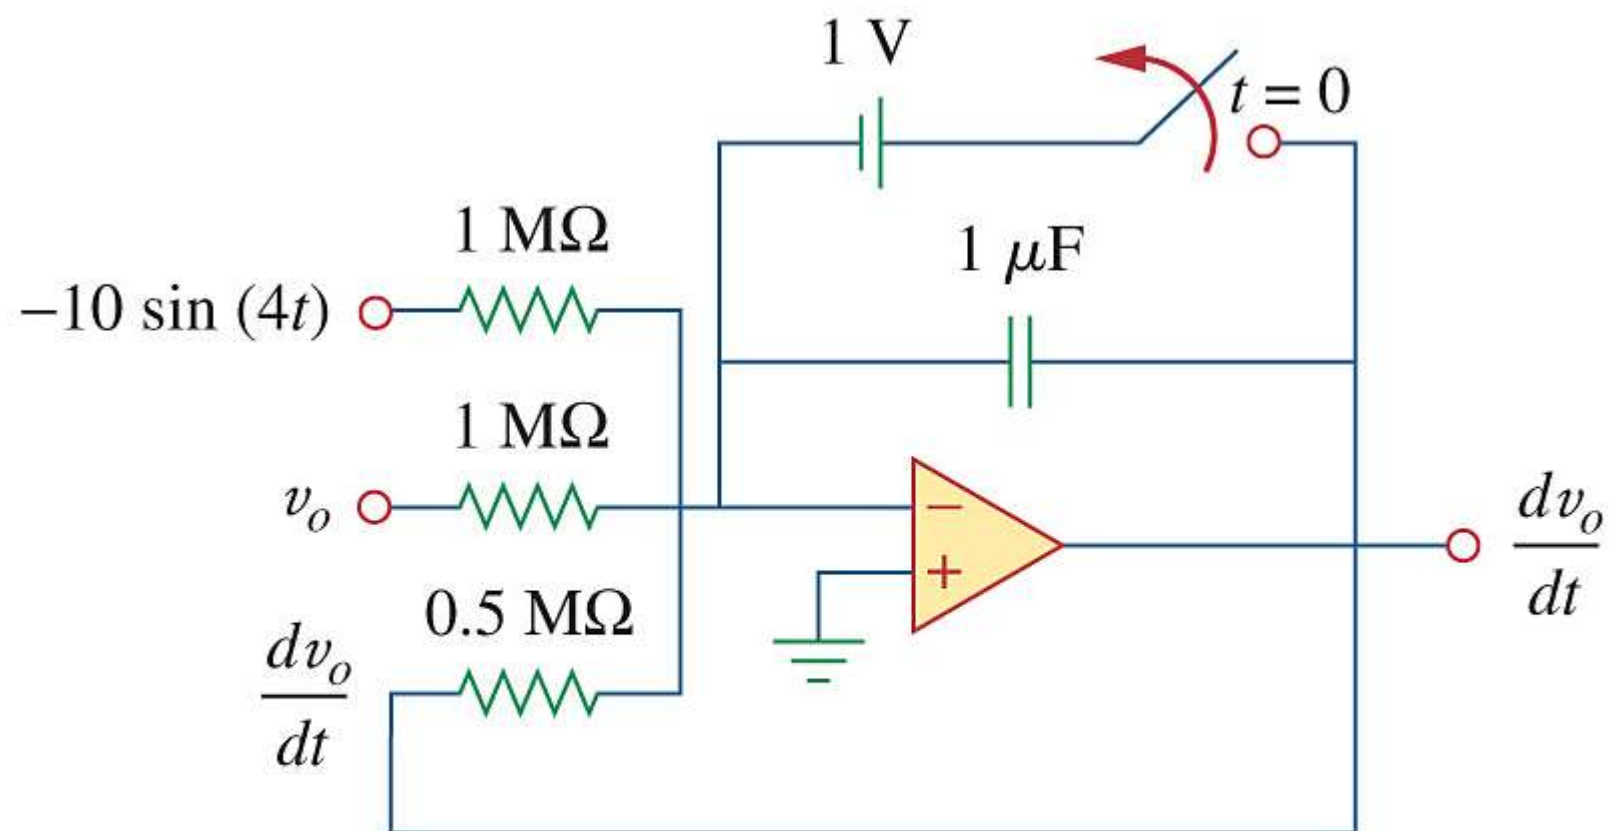 1 V
t = 0
1 MΩ
1 μF
−10 sin (4t)
1 MΩ
v_o
−
dv_o
dt
+
0.5 MΩ
dv_o
dt